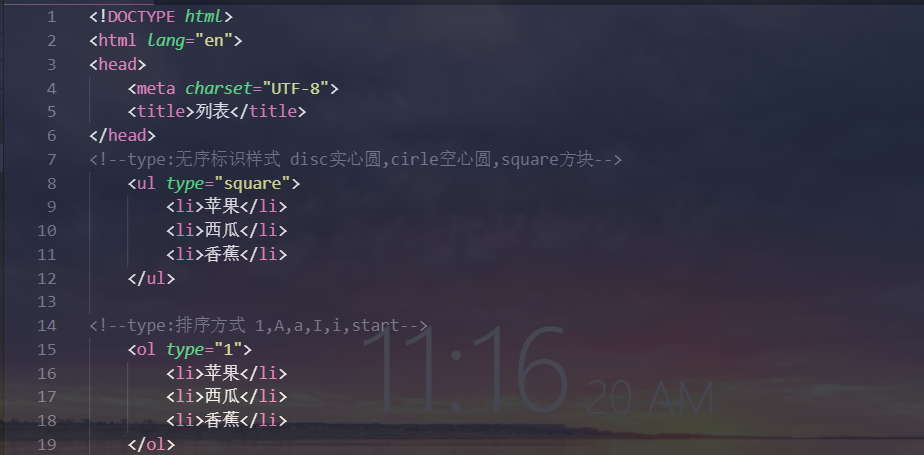 1 <!DOCTYPE html>
2 <html lang="en">
3 <head>
4 <meta charset="UTF-8">
5 <title>列表</title>
6 </head>
7 <!--type:无序标识样式 disc实心圆,cirle空心圆,square方块-->
8 <ul type="square">
9 <li>苹果</li>
10 <li>西瓜</li>
11 <li>香蕉</li>
12 </ul>
13
14 <!--type:排序方式 1,A,a,I,i,start-->
15 <ol type="1">
16 <li>苹果</li>
17 <li>西瓜</li>
18 <li>香蕉</li>
19 </ol>
11:16 20 AM